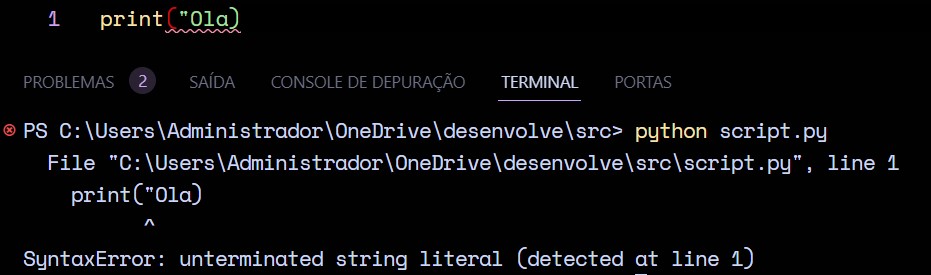 1 print("Ola)
PROBLEMAS 2 SAÍDA CONSOLE DE DEPURAÇÃO TERMINAL PORTAS
PS C:\Users\Administrador\OneDrive\desenvolve\src> python script.py
File "C:\Users\Administrador\OneDrive\desenvolve\src\script.py", line 1
print("Ola)
^
SyntaxError: unterminated string literal (detected at line 1)